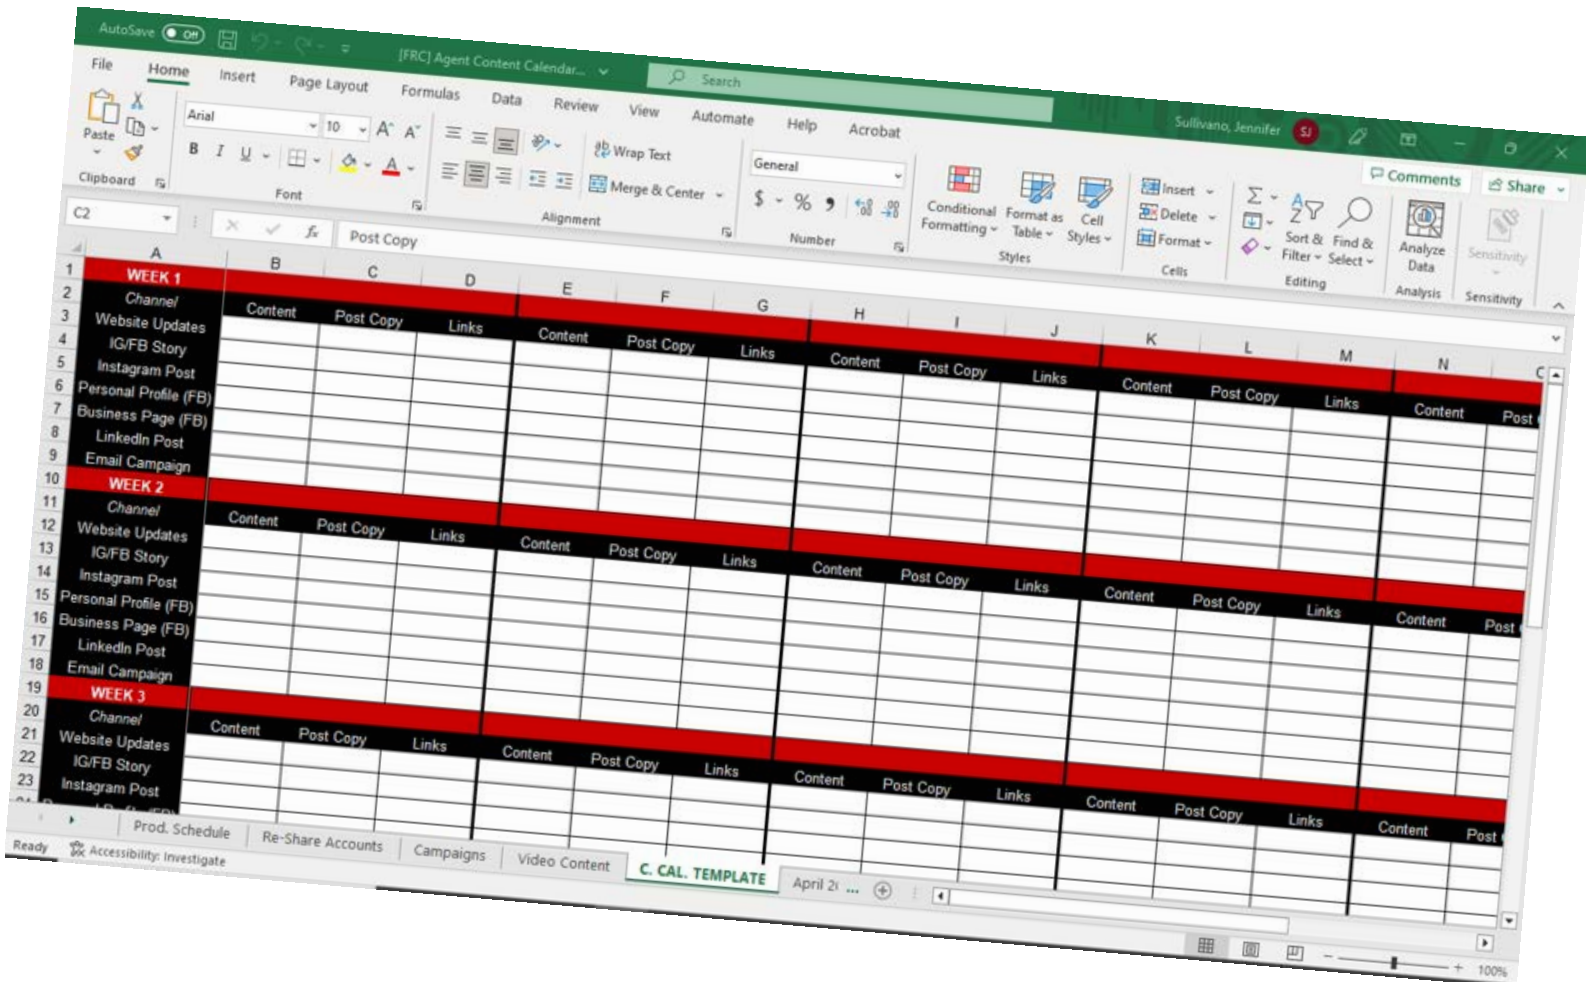 AutoSave Off [FRC] Agent Content Calendar... Search Sullivano, Jennifer SJ
File Home Insert Page Layout Formulas Data Review View Automate Help Acrobat Comments Share
Paste Arial 10 A A Wrap Text General Conditional Formatting Format as Table Cell Styles Insert Σ Sort & Filter Find & Select Analyze Data Sensitivity
B I U A Merge & Center $ % 9 Delete
Format
Clipboard Font Alignment Number Styles Cells Editing Analysis Sensitivity
C2 fx Post Copy
A B C D E F G H I J K L M N
1 WEEK 1
2 Channel Content Post Copy Links Content Post Copy Links Content Post Copy Links Content Post Copy Links Content Post
3 Website Updates
4 IG/FB Story
5 Instagram Post
6 Personal Profile (FB)
7 Business Page (FB)
8 LinkedIn Post
9 Email Campaign
10 WEEK 2
11 Channel Content Post Copy Links Content Post Copy Links Content Post Copy Links Content Post Copy Links Content Post
12 Website Updates
13 IG/FB Story
14 Instagram Post
15 Personal Profile (FB)
16 Business Page (FB)
17 LinkedIn Post
18 Email Campaign
19 WEEK 3
20 Channel Content Post Copy Links Content Post Copy Links Content Post Copy Links Content Post Copy Links Content Post
21 Website Updates
22 IG/FB Story
23 Instagram Post
Prod. Schedule Re-Share Accounts Campaigns Video Content C. CAL. TEMPLATE April 2 ...
Ready Accessibility: Investigate 100%